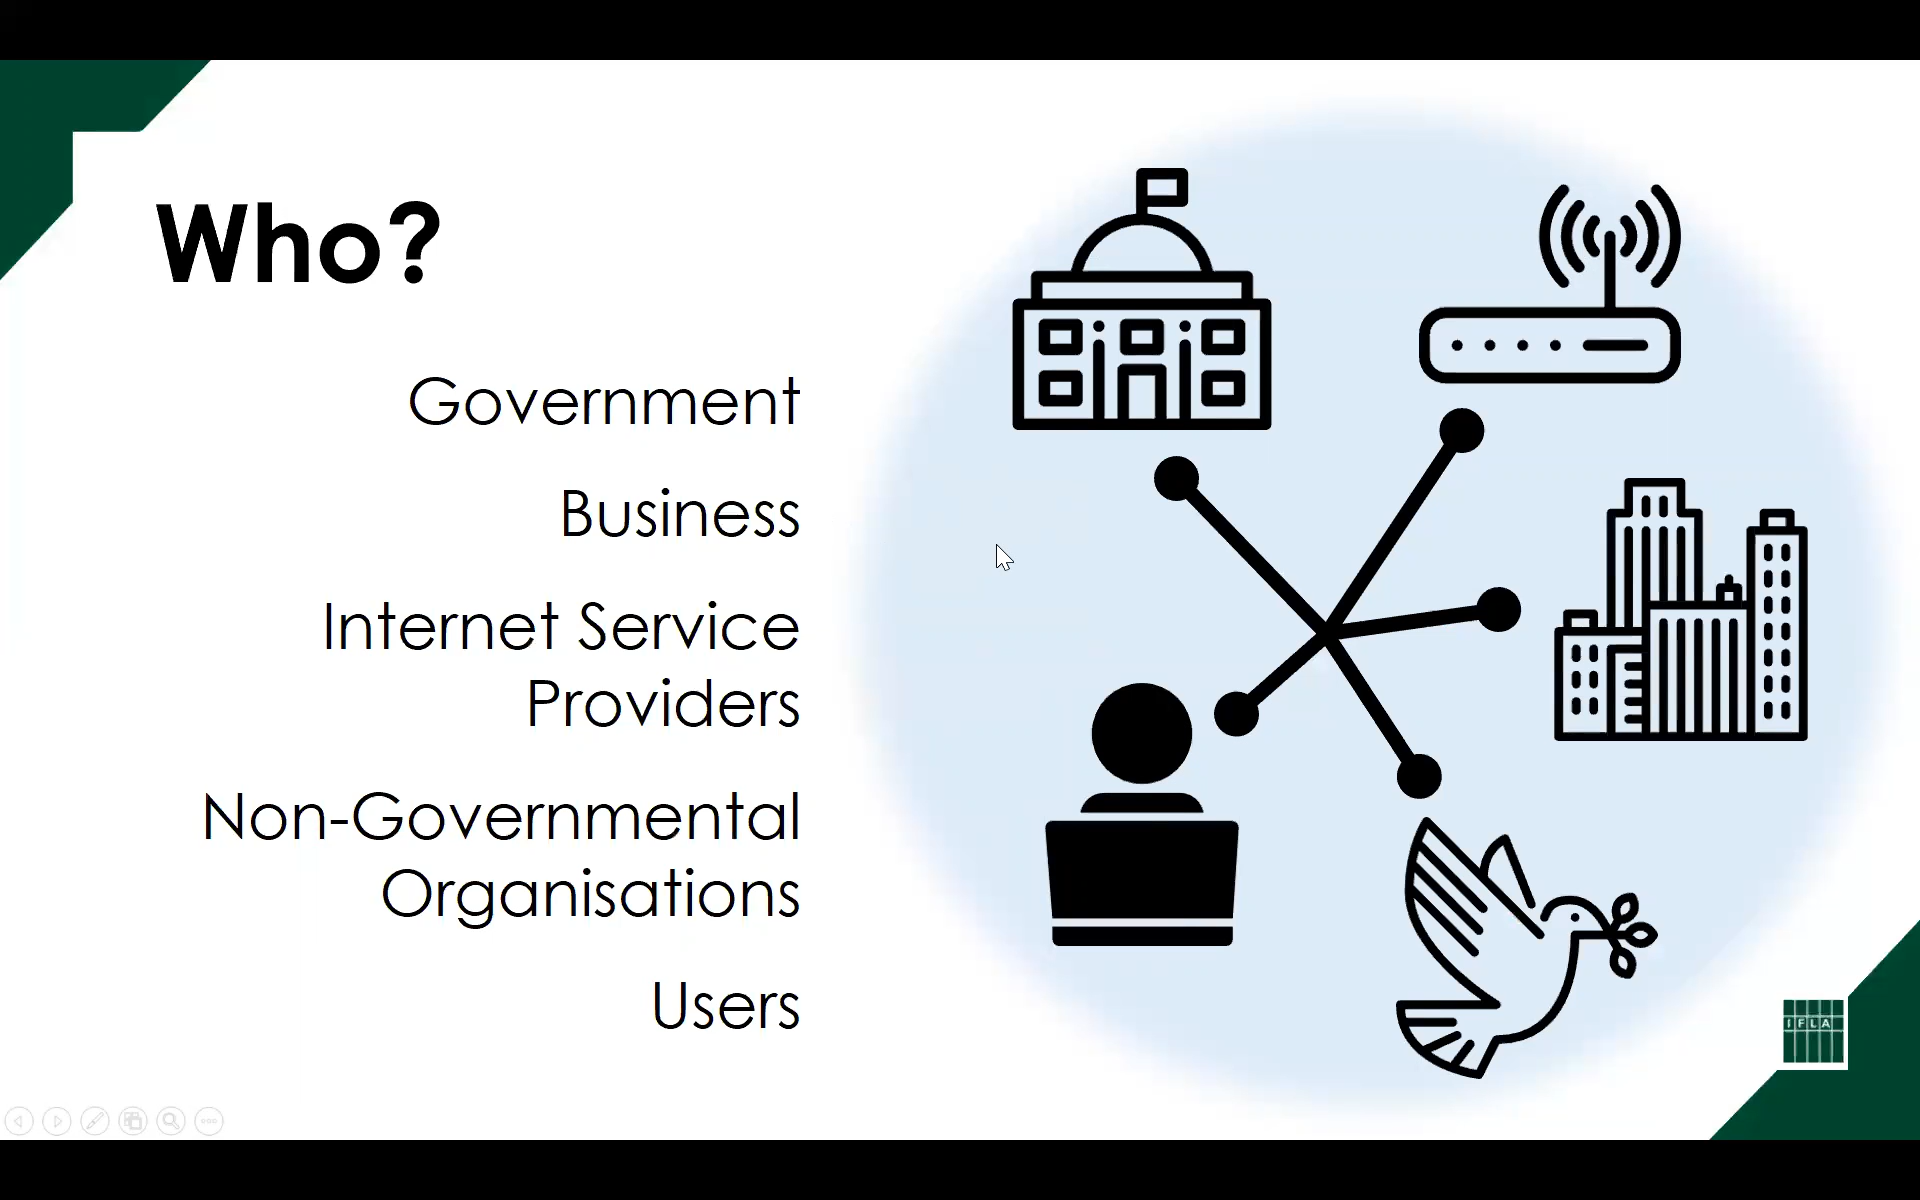 Who?
Government
Business
Internet Service
Providers
Non-Governmental
Organisations
Users
IFLA